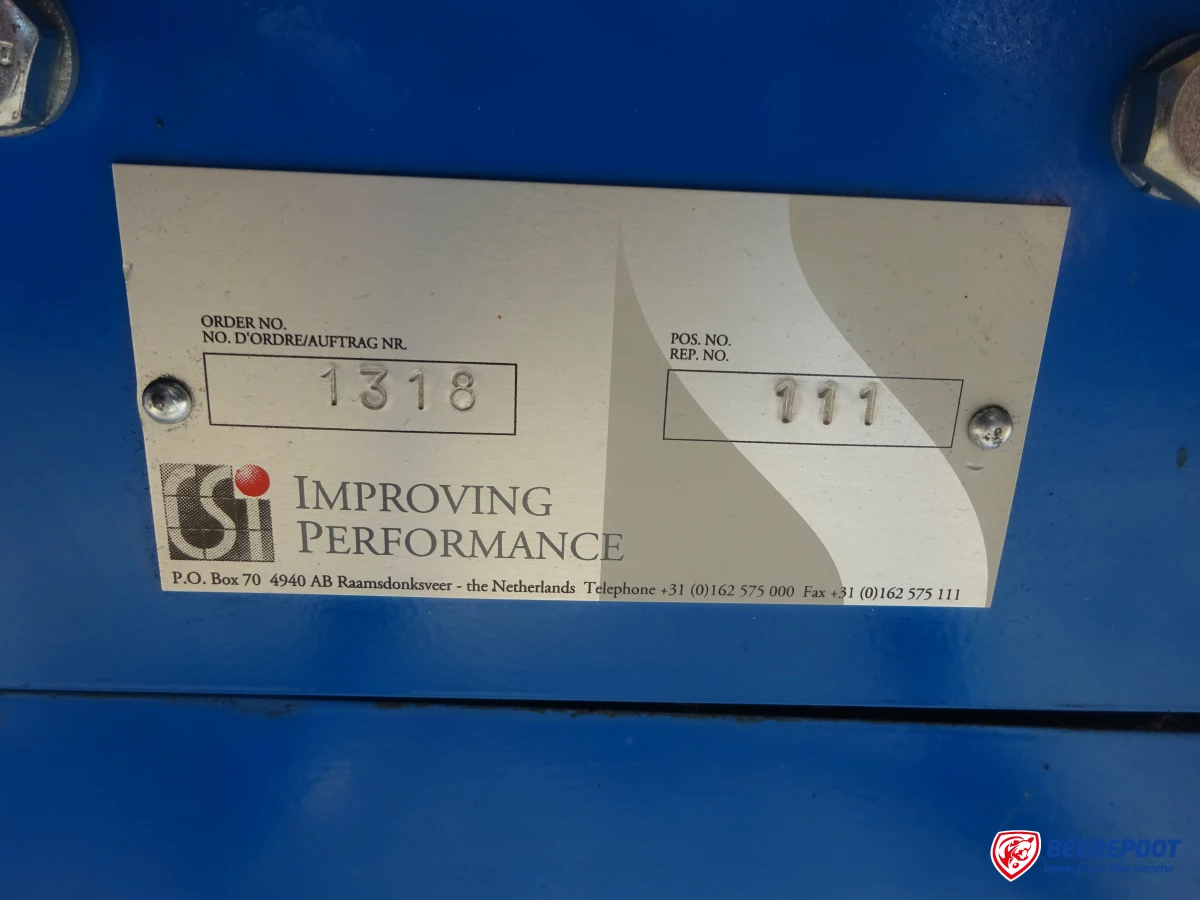 ORDER NO.
NO. D'ORDRE/AUFTRAG NR.
1318
POS. NO.
REP. NO.
111
CSi
IMPROVING
PERFORMANCE
P.O. Box 70 4940 AB Raamsdonksveer - the Netherlands Telephone +31 (0)162 575 000 Fax +31 (0)162 575 111
BEEREPOOT